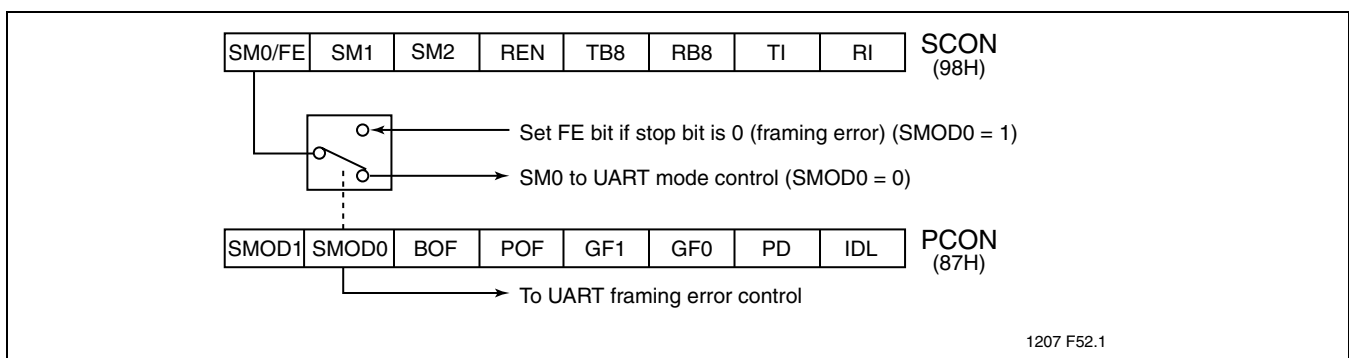 SM0/FE SM1 SM2 REN TB8 RB8 TI RI SCON
(98H)
Set FE bit if stop bit is 0 (framing error) (SMOD0 = 1)
SM0 to UART mode control (SMOD0 = 0)
SMOD1 SMOD0 BOF POF GF1 GF0 PD IDL PCON
(87H)
To UART framing error control
1207 F52.1